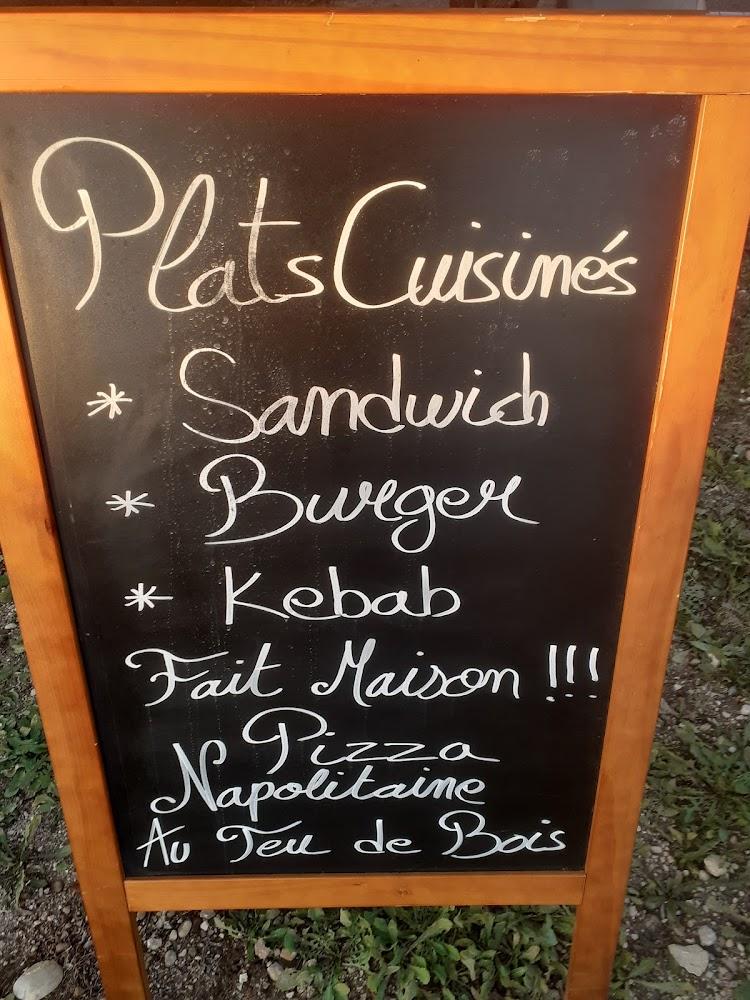 Plats Cuisinés
* Sandwich
* Burger
* Kebab
Fait Maison !!!
Pizza
Napolitaine
Au Feu de Bois